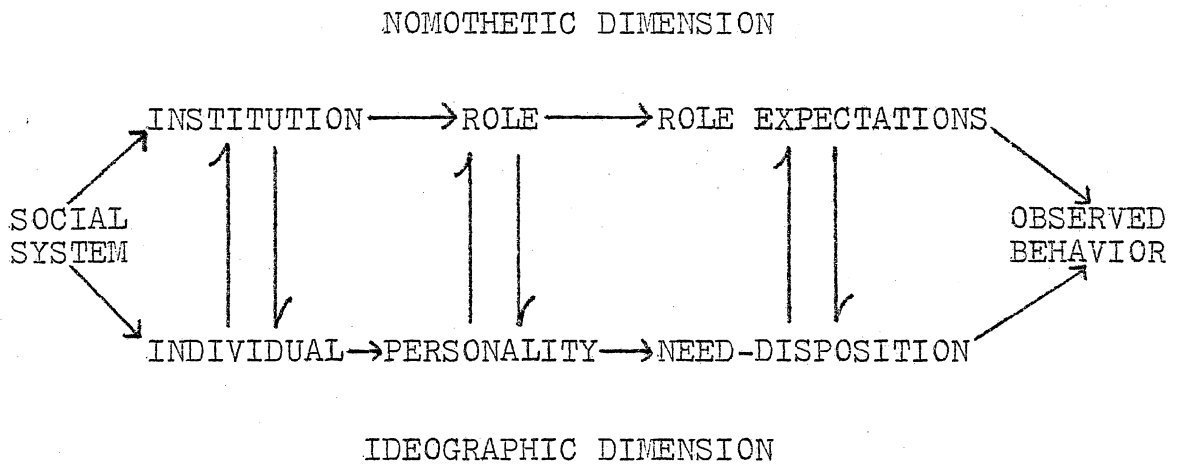 NOMOTHETIC DIMENSION
INSTITUTION ROLE ROLE EXPECTATIONS
SOCIAL
SYSTEM
OBSERVED
BEHAVIOR
INDIVIDUAL PERSONALITY NEED-DISPOSITION
IDEOGRAPHIC DIMENSION